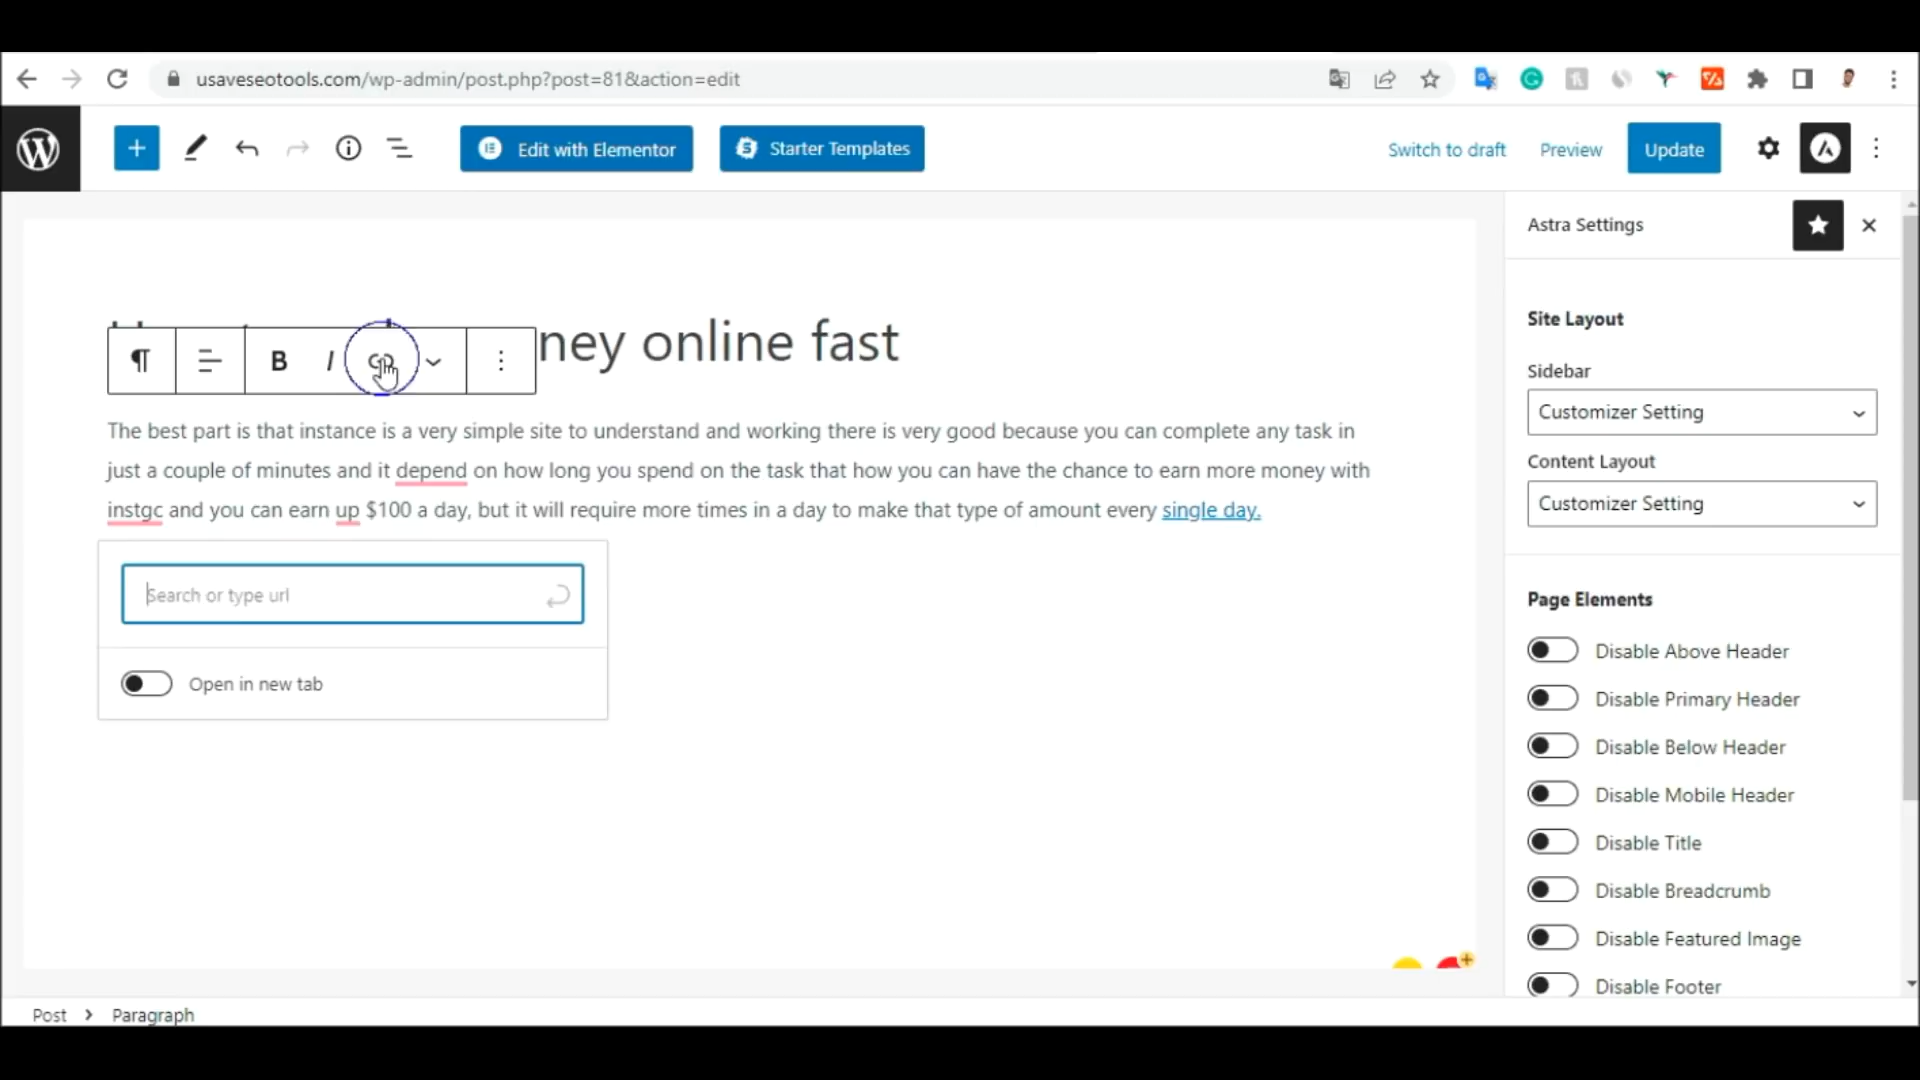 usaveseotools.com/wp-admin/post.php?post=81&action=edit
Edit with Elementor
Starter Templates
Switch to draft
Preview
Update
Astra Settings
ney online fast
B I
The best part is that instance is a very simple site to understand and working there is very good because you can complete any task in
just a couple of minutes and it depend on how long you spend on the task that how you can have the chance to earn more money with
instgc and you can earn up $100 a day, but it will require more times in a day to make that type of amount every single day.
Search or type url
Open in new tab
Site Layout
Sidebar
Customizer Setting
Content Layout
Customizer Setting
Page Elements
Disable Above Header
Disable Primary Header
Disable Below Header
Disable Mobile Header
Disable Title
Disable Breadcrumb
Disable Featured Image
Disable Footer
Post > Paragraph